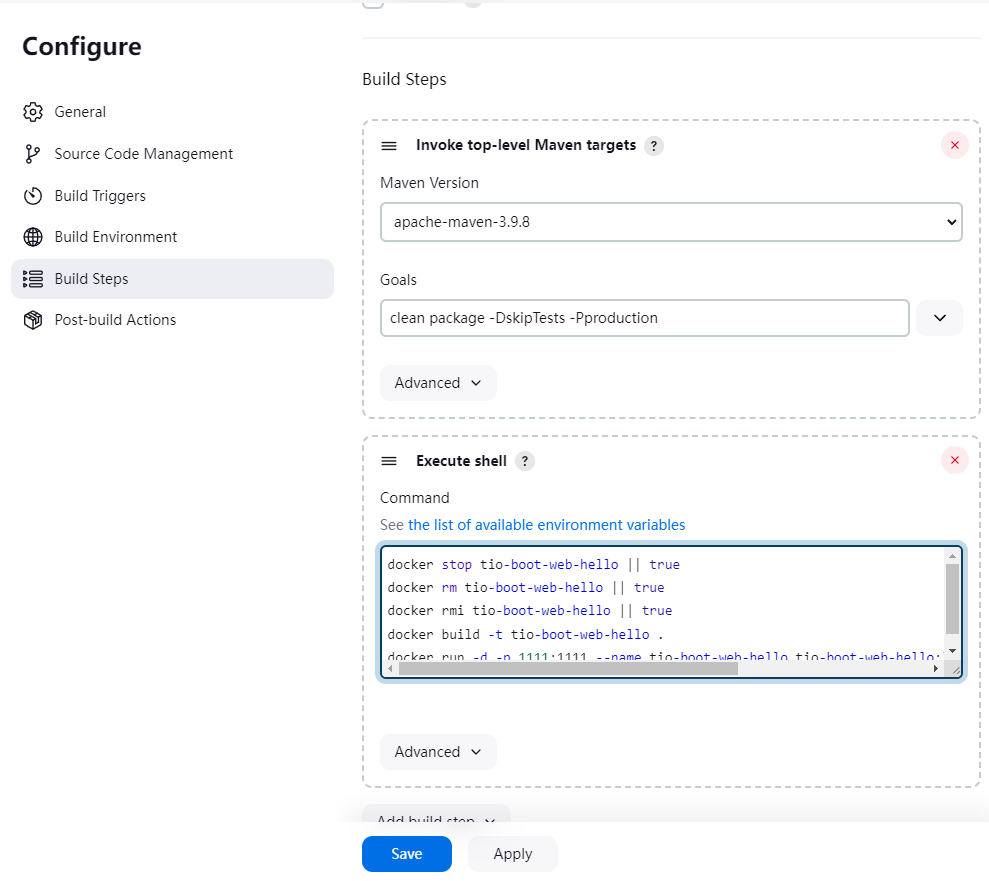 Configure
General
Source Code Management
Build Triggers
Build Environment
Build Steps
Post-build Actions
Build Steps
Invoke top-level Maven targets ?
Maven Version
apache-maven-3.9.8
Goals
clean package -DskipTests -Pproduction
Advanced
Execute shell ?
Command
See the list of available environment variables
docker stop tio-boot-web-hello || true
docker rm tio-boot-web-hello || true
docker rmi tio-boot-web-hello || true
docker build -t tio-boot-web-hello .
docker run -d -p 1111:1111 --name tio-boot-web-hello tio-boot-web-hello:
Advanced
Add build step
Save
Apply